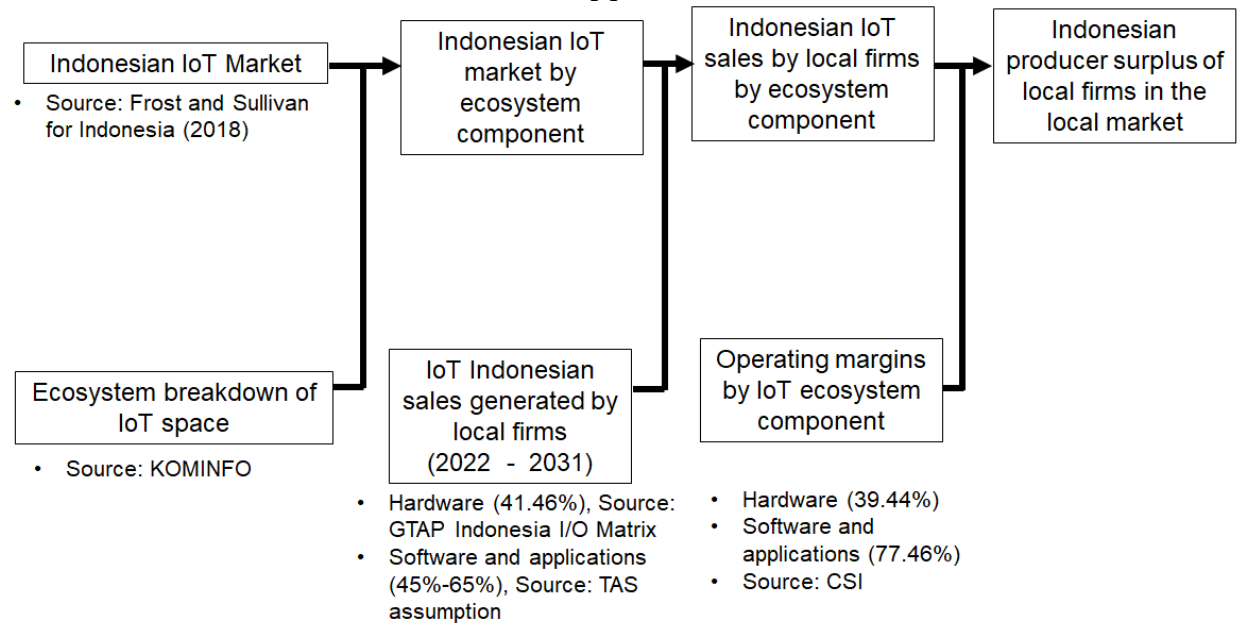 Indonesian IoT Market
• Source: Frost and Sullivan
for Indonesia (2018)
Indonesian IoT
market by
ecosystem
component
Indonesian IoT
sales by local firms
by ecosystem
component
Indonesian
producer surplus of
local firms in the
local market
Ecosystem breakdown of
IoT space
• Source: KOMINFO
IoT Indonesian
sales generated by
local firms
(2022 - 2031)
• Hardware (41.46%), Source:
GTAP Indonesia I/O Matrix
• Software and applications
(45%-65%), Source: TAS
assumption
Operating margins
by IoT ecosystem
component
• Hardware (39.44%)
• Software and
applications (77.46%)
• Source: CSI